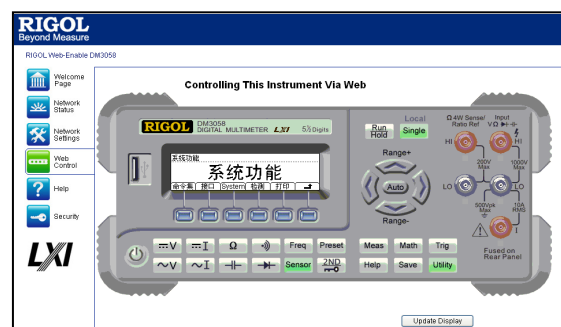 RIGOL
Beyond Measure
RIGOL Web-Enable DM3058
Welcome Page
Network Status
Network Settings
Web Control
Help
Security
LXI
Controlling This Instrument Via Web
RIGOL DM3058 DIGITAL MULTIMETER LXI 5½ Digits
系统功能
系统功能
命令集 接口 System 检测 打印
Run Hold
Local
Single
Range+
Auto
Range-
Ω 4W Sense/ Ratio Ref
Input
VΩ
HI HI
200V Max
1000V Max
LO LO
500Vpk Max
10A RMS
I
Fused on Rear Panel
V I Ω Freq Preset Meas Math Trig
V I Sensor 2ND Help Save Utility
Update Display